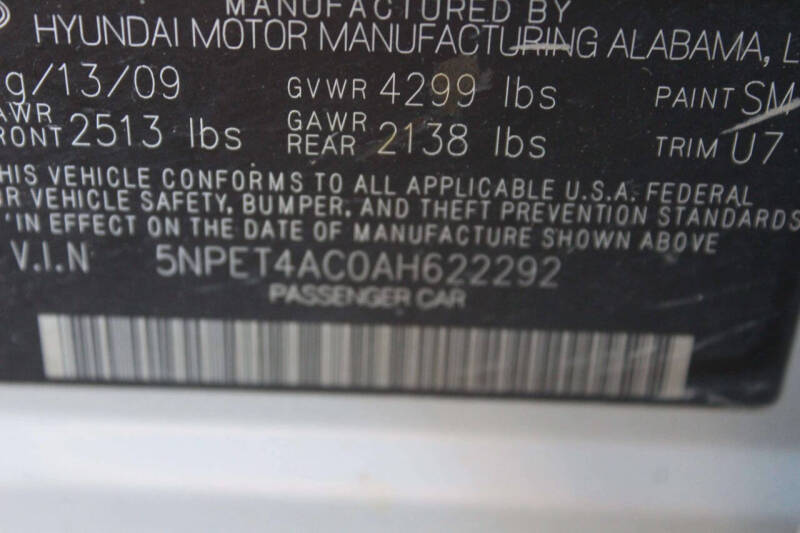 MANUFACTURED BY
HYUNDAI MOTOR MANUFACTURING ALABAMA, L
g/13/09 GVWR 4299 lbs PAINT SM
AWR FRONT 2513 lbs GAWR REAR 2138 lbs TRIM U7
HIS VEHICLE CONFORMS TO ALL APPLICABLE U.S.A. FEDERAL
UR VEHICLE SAFETY, BUMPER, AND THEFT PREVENTION STANDARDS
IN EFFECT ON THE DATE OF MANUFACTURE SHOWN ABOVE
V.I.N 5NPET4AC0AH622292
PASSENGER CAR